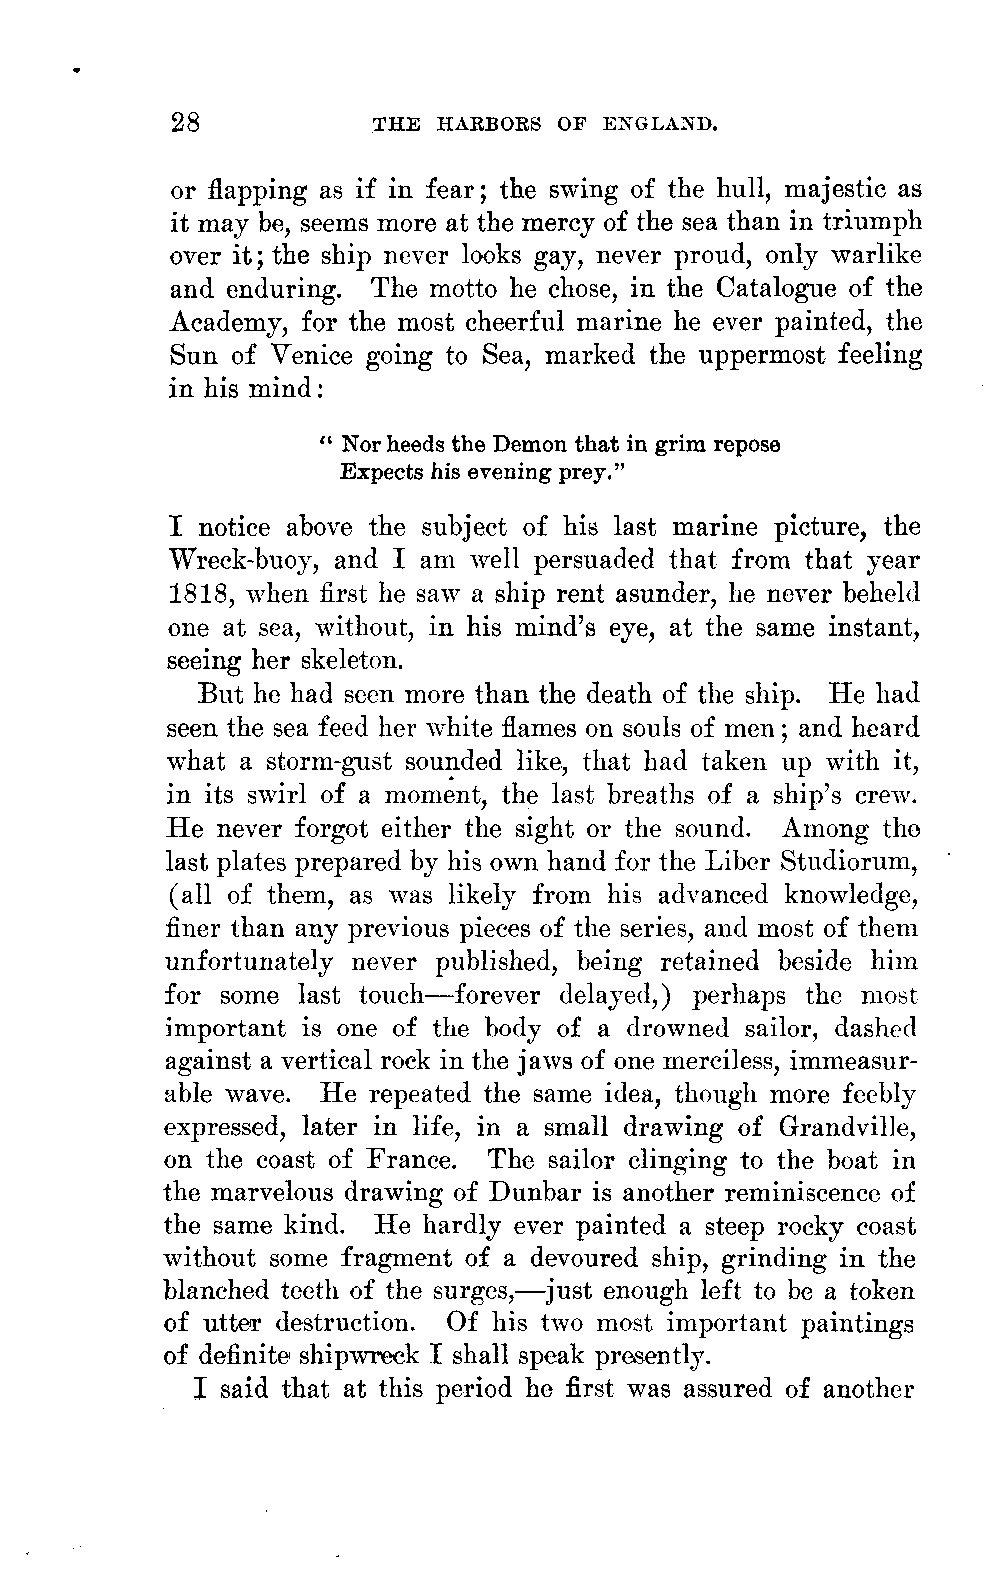 28 THE HARBORS OF ENGLAND.
or flapping as if in fear; the swing of the hull, majestic as
it may be, seems more at the mercy of the sea than in triumph
over it; the ship never looks gay, never proud, only warlike
and enduring. The motto he chose, in the Catalogue of the
Academy, for the most cheerful marine he ever painted, the
Sun of Venice going to Sea, marked the uppermost feeling
in his mind:
“ Nor heeds the Demon that in grim repose
Expects his evening prey.”
I notice above the subject of his last marine picture, the
Wreck-buoy, and I am well persuaded that from that year
1818, when first he saw a ship rent asunder, he never beheld
one at sea, without, in his mind's eye, at the same instant,
seeing her skeleton.
But he had seen more than the death of the ship. He had
seen the sea feed her white flames on souls of men; and heard
what a storm-gust sounded like, that had taken up with it,
in its swirl of a moment, the last breaths of a ship's crew.
He never forgot either the sight or the sound. Among the
last plates prepared by his own hand for the Liber Studiorum,
(all of them, as was likely from his advanced knowledge,
finer than any previous pieces of the series, and most of them
unfortunately never published, being retained beside him
for some last touch—forever delayed,) perhaps the most
important is one of the body of a drowned sailor, dashed
against a vertical rock in the jaws of one merciless, immeasur-
able wave. He repeated the same idea, though more feebly
expressed, later in life, in a small drawing of Grandville,
on the coast of France. The sailor clinging to the boat in
the marvelous drawing of Dunbar is another reminiscence of
the same kind. He hardly ever painted a steep rocky coast
without some fragment of a devoured ship, grinding in the
blanched teeth of the surges,—just enough left to be a token
of utter destruction. Of his two most important paintings
of definite shipwreck I shall speak presently.
I said that at this period he first was assured of another